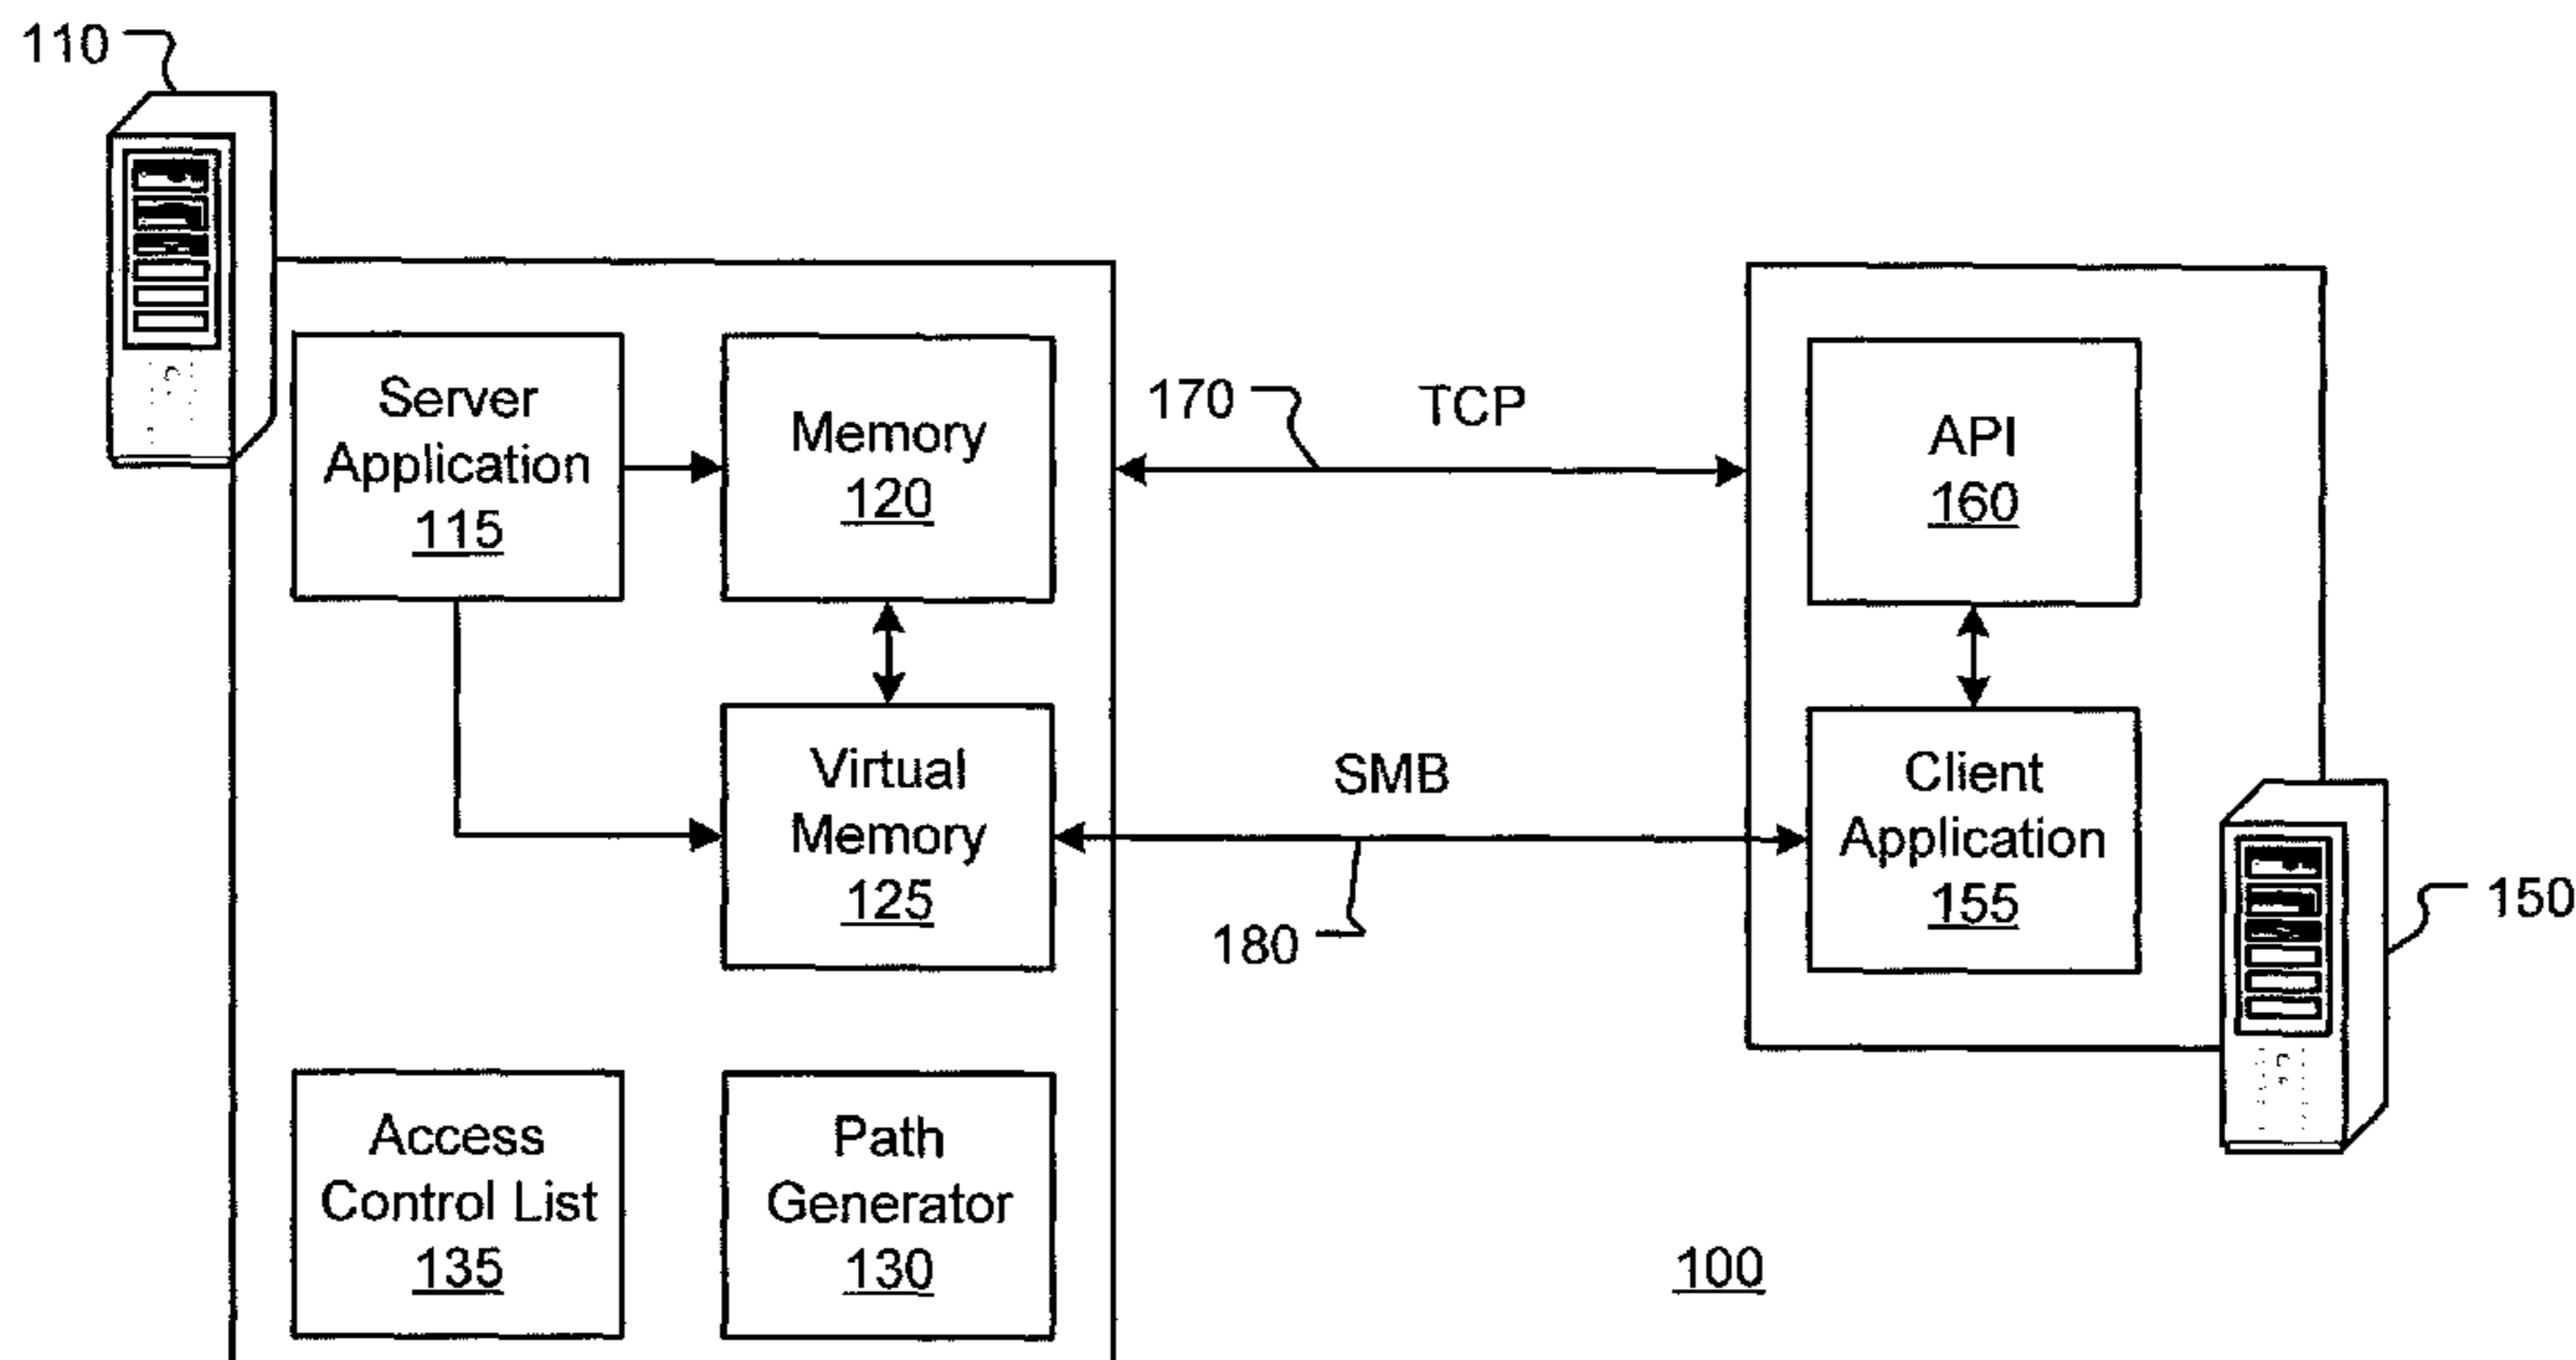 110
Server
Application
115
Memory
120
170
TCP
API
160
Virtual
Memory
125
SMB
180
Client
Application
155
150
Access
Control List
135
Path
Generator
130
100